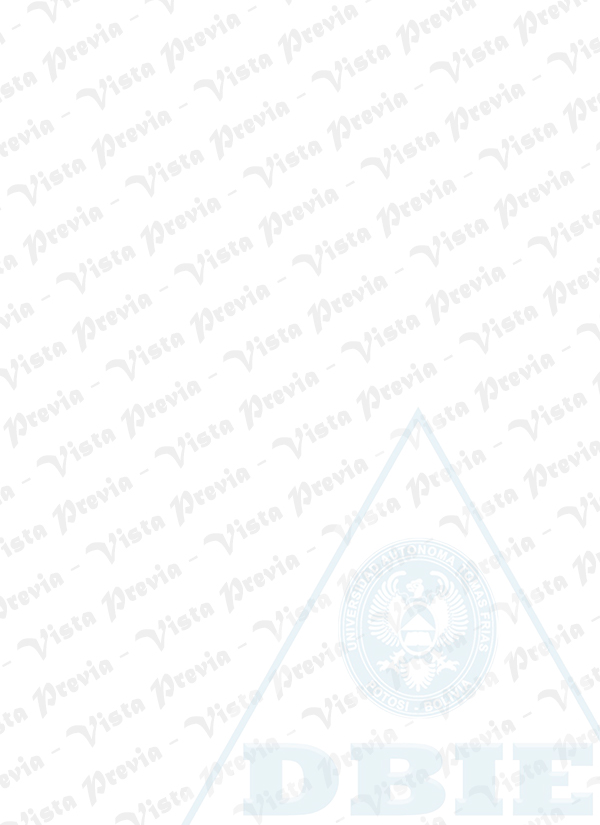 Vista Previa - Vista Previa - Vista Previa - Vista Previa
UNIVERSIDAD AUTÓNOMA TOMÁS FRÍAS
POTOSÍ - BOLIVIA
DBIE